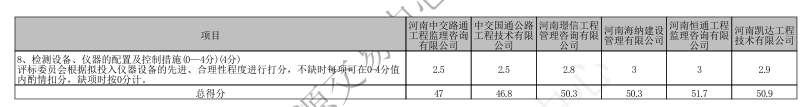 项目
河南中交路通
工程监理咨询
有限公司
中交国通公路
工程技术有限
公司
河南璟信工程
管理咨询有限
公司
河南海纳建设
管理有限公司
河南恒通工程
监理咨询有限
公司
河南凯达工程
技术有限公司
8、检测设备、仪器的配置及控制措施(0—4分)(4分)
评标委员会根据拟投入仪器设备的先进、合理性程度进行打分，不缺时每项可在0-4分值
内酌情扣分，缺项时按0分计。
2.5 2.5 2.8 3 3 2.9
总得分 47 46.8 50.3 50.3 51.7 50.9
源交易中心